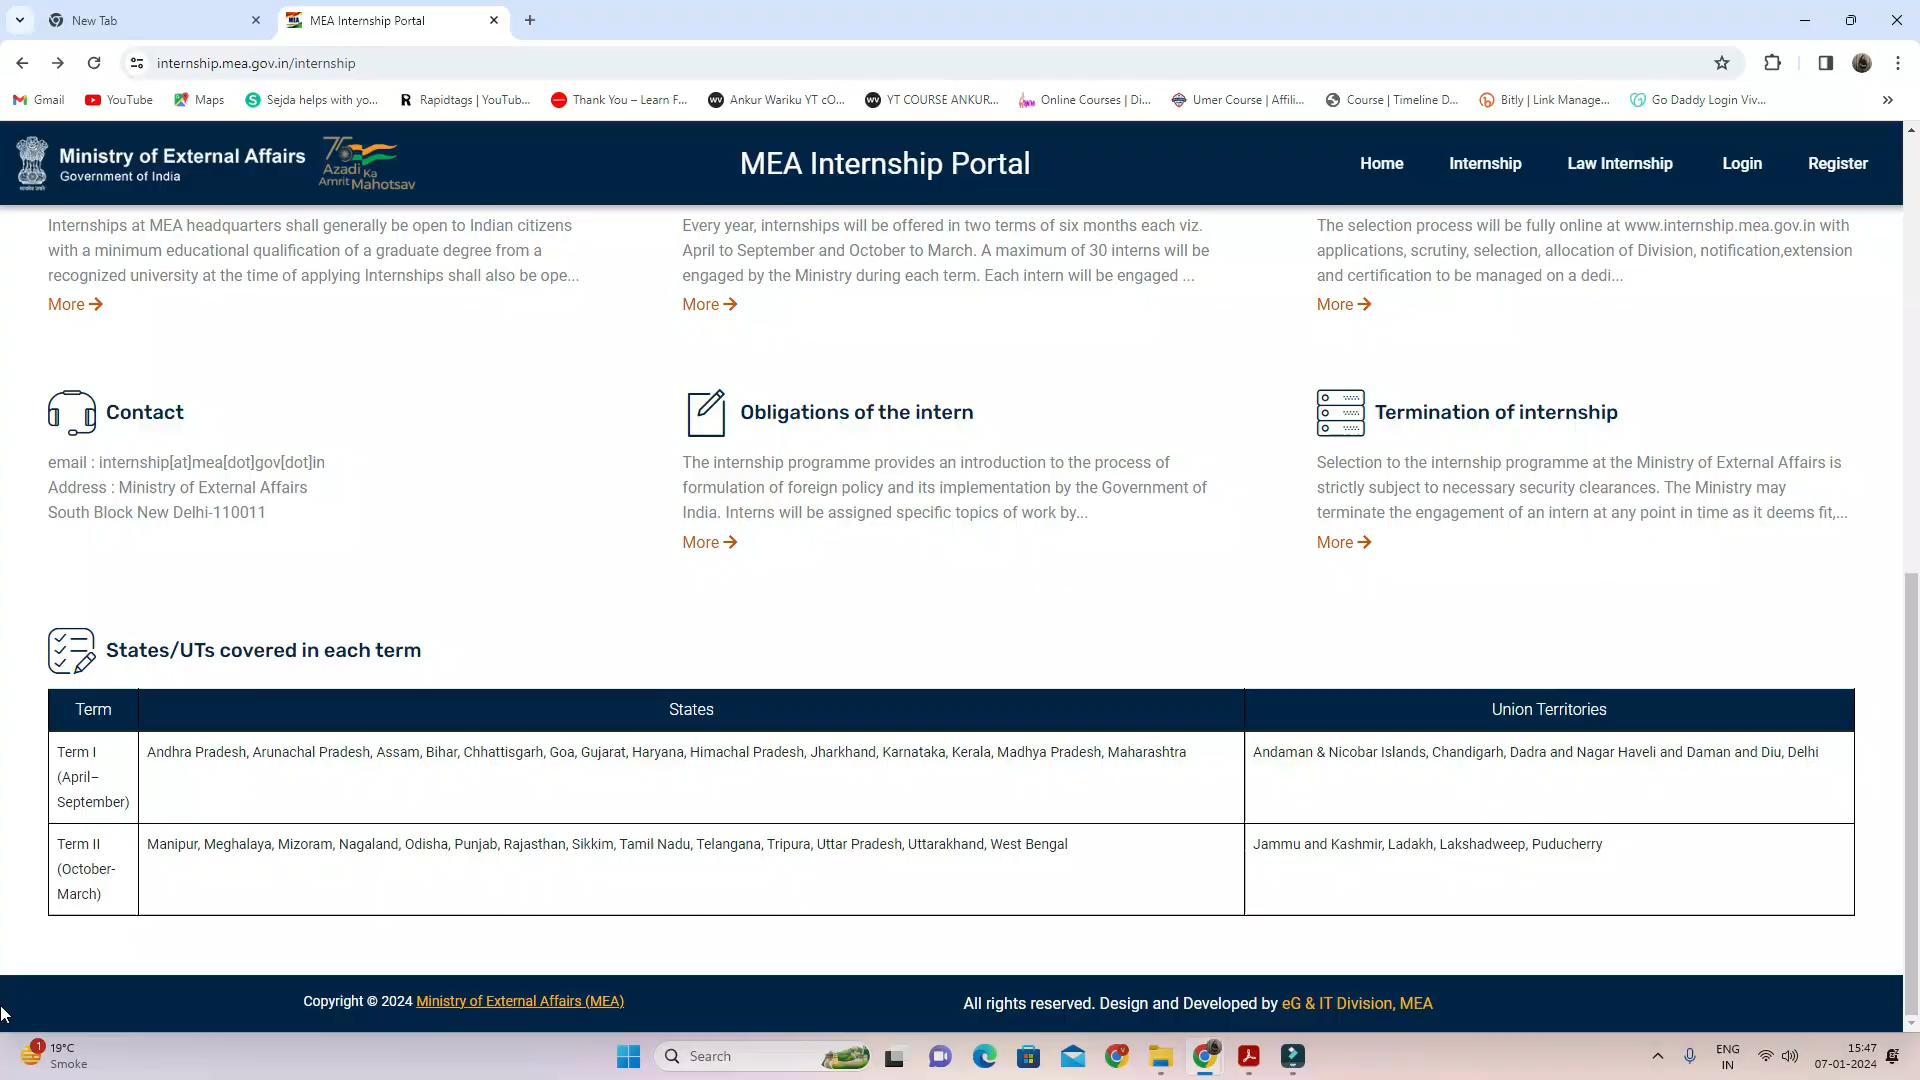 New Tab
MEA Internship Portal
internship.mea.gov.in/internship
Gmail
YouTube
Maps
Sejda helps with yo...
Rapidtags | YouTub...
Thank You – Learn F...
Ankur Wariku YT cO...
YT COURSE ANKUR...
Online Courses | Di...
Umer Course | Affili...
Course | Timeline D...
Bitly | Link Manage...
Go Daddy Login Viv...
Ministry of External Affairs
Government of India
75
Azadi Ka
Amrit Mahotsav
MEA Internship Portal
Home
Internship
Law Internship
Login
Register
Internships at MEA headquarters shall generally be open to Indian citizens
with a minimum educational qualification of a graduate degree from a
recognized university at the time of applying Internships shall also be ope...
More
Every year, internships will be offered in two terms of six months each viz.
April to September and October to March. A maximum of 30 interns will be
engaged by the Ministry during each term. Each intern will be engaged ...
More
The selection process will be fully online at www.internship.mea.gov.in with
applications, scrutiny, selection, allocation of Division, notification,extension
and certification to be managed on a dedi...
More
Contact
email : internship[at]mea[dot]gov[dot]in
Address : Ministry of External Affairs
South Block New Delhi-110011
Obligations of the intern
The internship programme provides an introduction to the process of
formulation of foreign policy and its implementation by the Government of
India. Interns will be assigned specific topics of work by...
More
Termination of internship
Selection to the internship programme at the Ministry of External Affairs is
strictly subject to necessary security clearances. The Ministry may
terminate the engagement of an intern at any point in time as it deems fit,...
More
States/UTs covered in each term
Term
States
Union Territories
Term I
(April–
September)
Andhra Pradesh, Arunachal Pradesh, Assam, Bihar, Chhattisgarh, Goa, Gujarat, Haryana, Himachal Pradesh, Jharkhand, Karnataka, Kerala, Madhya Pradesh, Maharashtra
Andaman & Nicobar Islands, Chandigarh, Dadra and Nagar Haveli and Daman and Diu, Delhi
Term II
(October-
March)
Manipur, Meghalaya, Mizoram, Nagaland, Odisha, Punjab, Rajasthan, Sikkim, Tamil Nadu, Telangana, Tripura, Uttar Pradesh, Uttarakhand, West Bengal
Jammu and Kashmir, Ladakh, Lakshadweep, Puducherry
Copyright © 2024 Ministry of External Affairs (MEA)
All rights reserved. Design and Developed by eG & IT Division, MEA
1
19°C
Smoke
Search
ENG
IN
15:47
07-01-2024